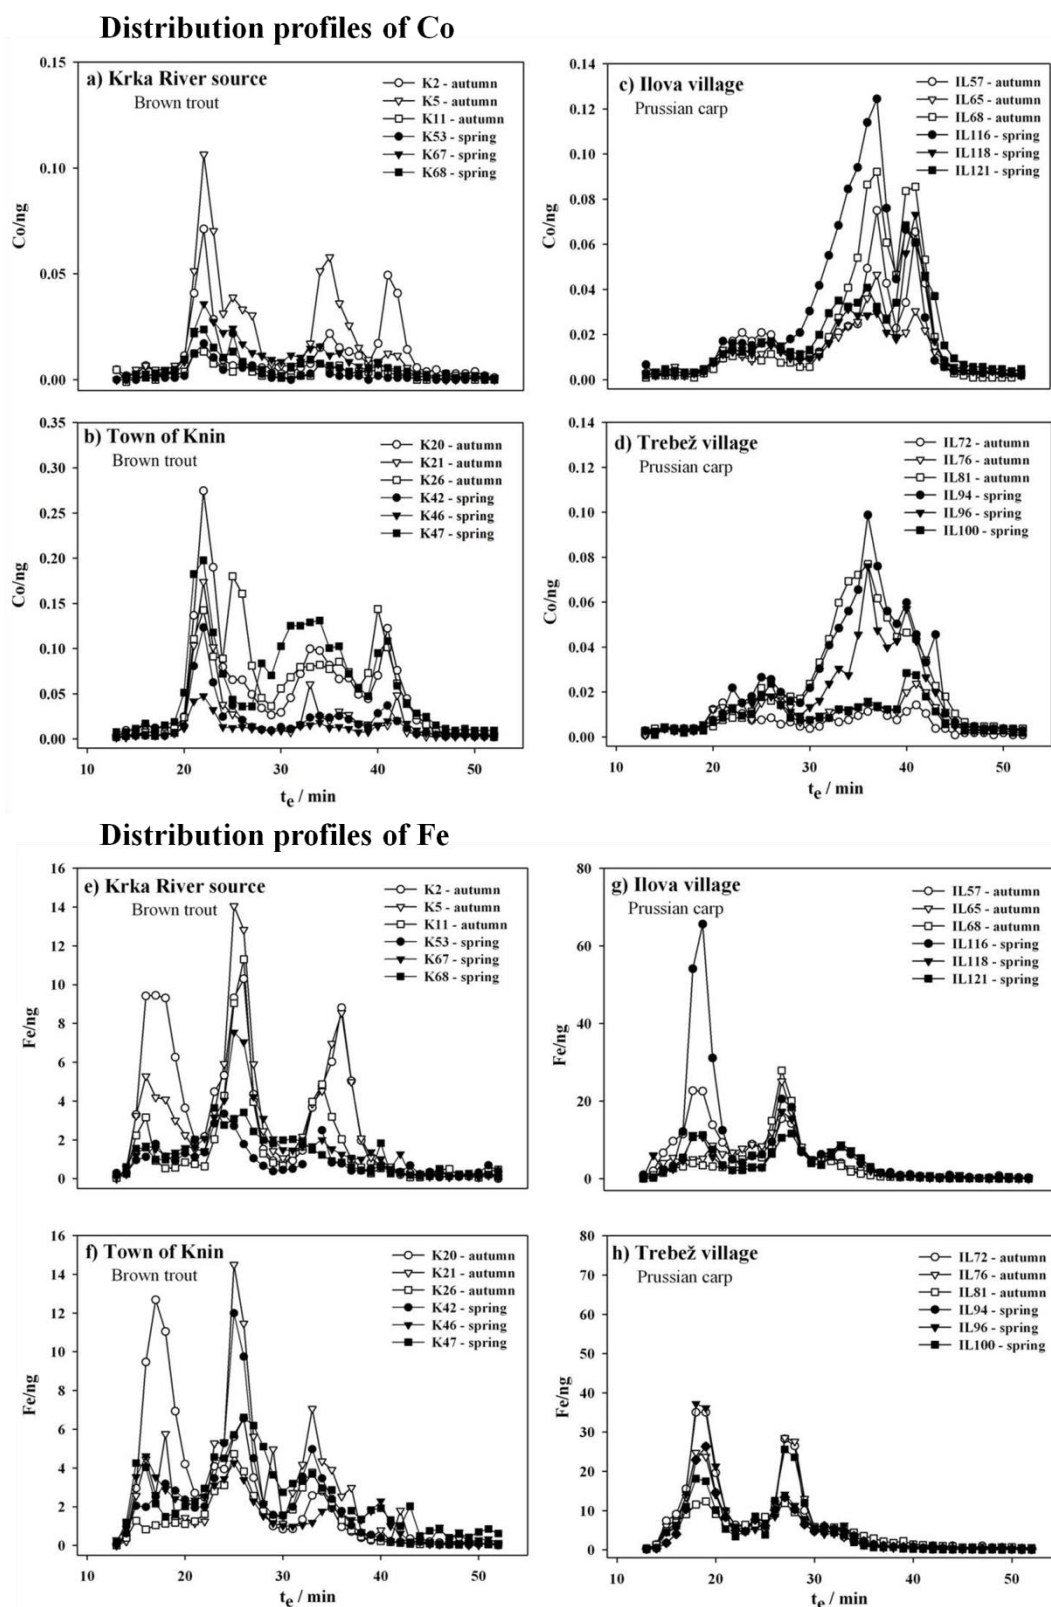 Distribution profiles of Co
a) Krka River source
Brown trout
K2 - autumn
K5 - autumn
K11 - autumn
K53 - spring
K67 - spring
K68 - spring
Co/ng
0.15
0.10
0.05
0.00
c) Ilova village
Prussian carp
IL57 - autumn
IL65 - autumn
IL68 - autumn
IL116 - spring
IL118 - spring
IL121 - spring
Co/ng
0.14
0.12
0.10
0.08
0.06
0.04
0.02
0.00
b) Town of Knin
Brown trout
K20 - autumn
K21 - autumn
K26 - autumn
K42 - spring
K46 - spring
K47 - spring
Co/ng
0.35
0.30
0.25
0.20
0.15
0.10
0.05
0.00
10 20 30 40 50
te / min
d) Trebež village
Prussian carp
IL72 - autumn
IL76 - autumn
IL81 - autumn
IL94 - spring
IL96 - spring
IL100 - spring
Co/ng
0.14
0.12
0.10
0.08
0.06
0.04
0.02
0.00
10 20 30 40 50
te / min
Distribution profiles of Fe
e) Krka River source
Brown trout
K2 - autumn
K5 - autumn
K11 - autumn
K53 - spring
K67 - spring
K68 - spring
Fe/ng
16
14
12
10
8
6
4
2
0
g) Ilova village
Prussian carp
IL57 - autumn
IL65 - autumn
IL68 - autumn
IL116 - spring
IL118 - spring
IL121 - spring
Fe/ng
80
60
40
20
0
f) Town of Knin
Brown trout
K20 - autumn
K21 - autumn
K26 - autumn
K42 - spring
K46 - spring
K47 - spring
Fe/ng
16
14
12
10
8
6
4
2
0
10 20 30 40 50
te / min
h) Trebež village
Prussian carp
IL72 - autumn
IL76 - autumn
IL81 - autumn
IL94 - spring
IL96 - spring
IL100 - spring
Fe/ng
80
70
60
50
40
30
20
10
0
10 20 30 40 50
te / min